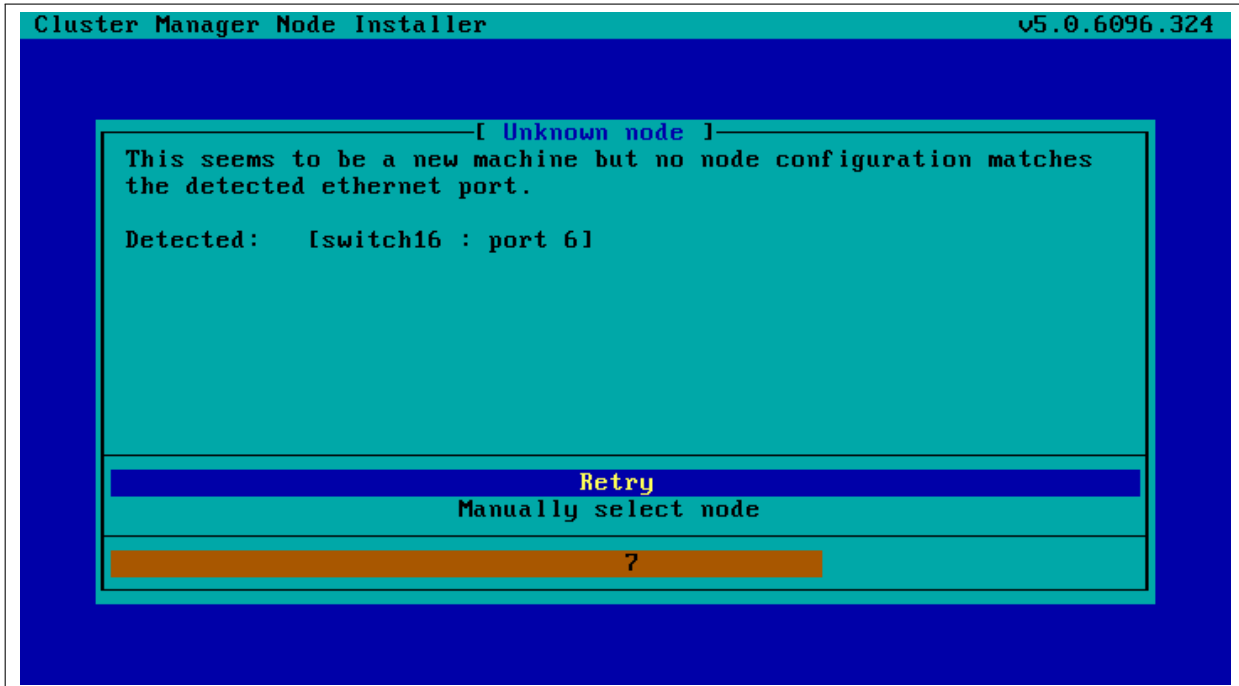 Cluster Manager Node Installer v5.0.6096.324
[ Unknown node ]
This seems to be a new machine but no node configuration matches
the detected ethernet port.
Detected: [switch16 : port 6]
Retry
Manually select node
7